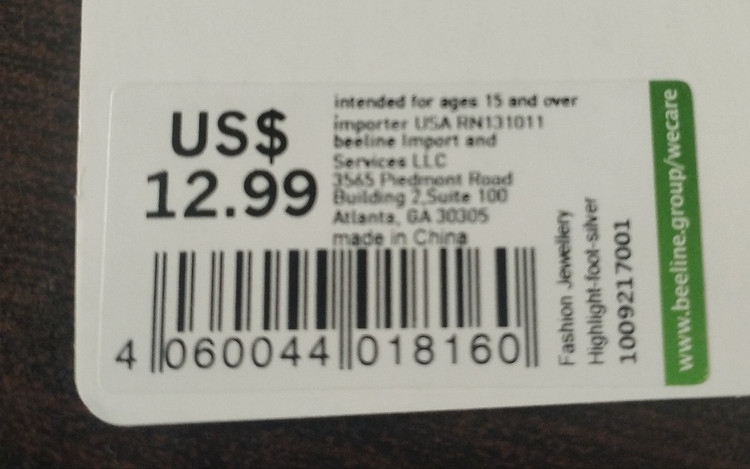 US$
12.99
intended for ages 15 and over
importer USA RN131011
beeline Import and
Services LLC
3565 Piedmont Road
Building 2,Suite 100
Atlanta, GA 30305
made in China
4 060044 018160
Fashion Jewellery
Highlight-foot-silver
1009217001
www.beeline.group/wecare